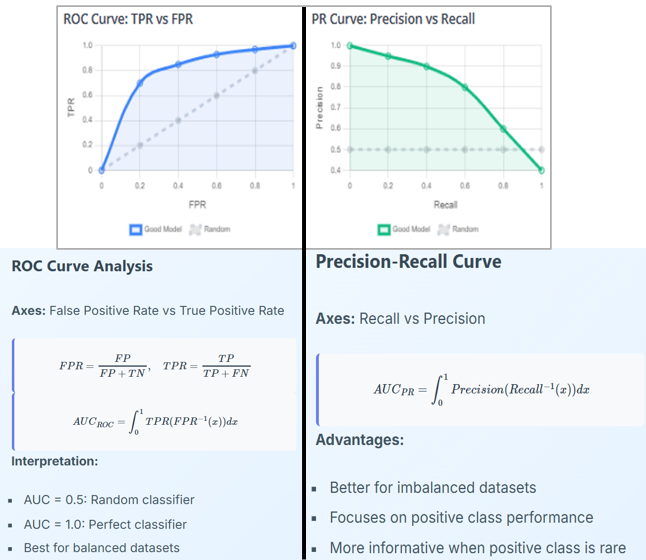 ROC Curve: TPR vs FPR
1.0
0.8
0.6
0.4
0.2
0
TPR
0
0.2
0.4
0.6
0.8
1
FPR
Good Model
Random
ROC Curve Analysis
Axes: False Positive Rate vs True Positive Rate
FPR = FP / (FP + TN), TPR = TP / (TP + FN)
AUC_ROC = ∫₀¹ TPR(FPR⁻¹(x))dx
Interpretation:
AUC = 0.5: Random classifier
AUC = 1.0: Perfect classifier
Best for balanced datasets
PR Curve: Precision vs Recall
1.0
0.9
0.8
0.7
0.6
0.5
0.4
Precision
0
0.2
0.4
0.6
0.8
1
Recall
Good Model
Random
Precision-Recall Curve
Axes: Recall vs Precision
AUC_PR = ∫₀¹ Precision(Recall⁻¹(x))dx
Advantages:
Better for imbalanced datasets
Focuses on positive class performance
More informative when positive class is rare